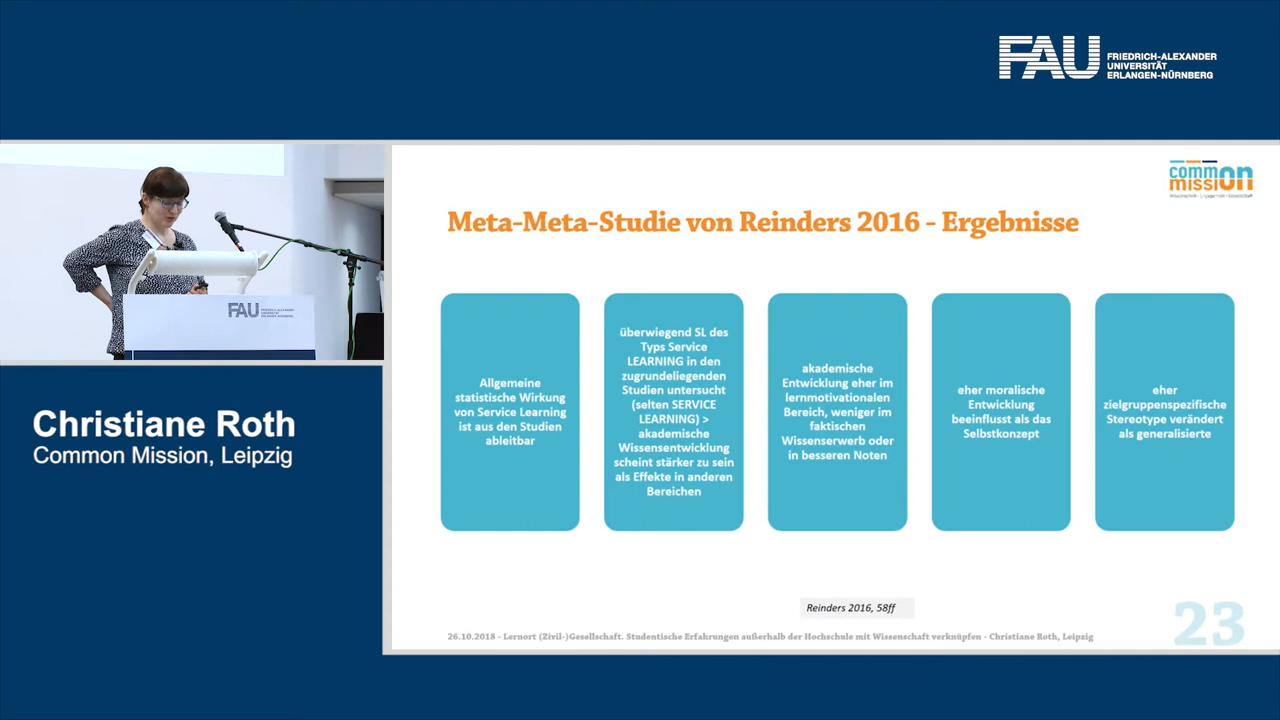 FAU
FRIEDRICH-ALEXANDER
UNIVERSITÄT
ERLANGEN-NÜRNBERG
common
mission
Meta-Meta-Studie von Reinders 2016 - Ergebnisse
Allgemeine
statistische Wirkung
von Service Learning
ist aus den Studien
ableitbar
überwiegend SL des
Typs Service
LEARNING in den
zugrundeliegenden
Studien untersucht
(selten SERVICE
LEARNING) >
akademische
Wissensentwicklung
scheint stärker zu sein
als Effekte in anderen
Bereichen
akademische
Entwicklung eher im
lernmotivationalen
Bereich, weniger im
faktischen
Wissenserwerb oder
in besseren Noten
eher moralische
Entwicklung
beeinflusst als das
Selbstkonzept
eher
zielgruppenspezifische
Stereotype verändert
als generalisierte
Reinders 2016, 58ff
26.10.2018 - Lernort (Zivil-)Gesellschaft. Studentische Erfahrungen außerhalb der Hochschule mit Wissenschaft verknüpfen - Christiane Roth, Leipzig
23
FAU
FRIEDRICH-ALEXANDER
UNIVERSITÄT
ERLANGEN-NÜRNBERG
Christiane Roth
Common Mission, Leipzig